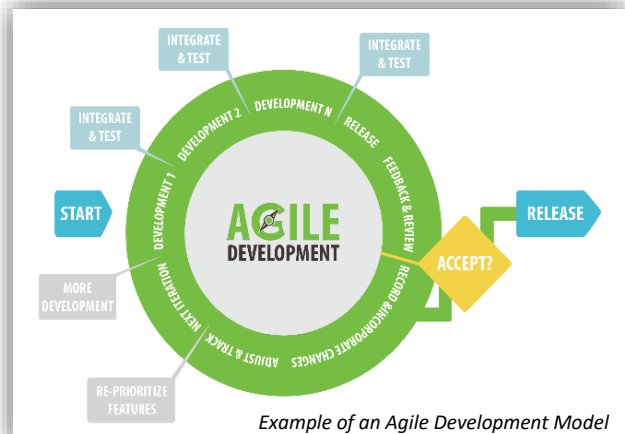 INTEGRATE
& TEST
INTEGRATE
& TEST
INTEGRATE
& TEST
START
DEVELOPMENT 1
DEVELOPMENT 2
DEVELOPMENT N
RELEASE
FEEDBACK & REVIEW
ACCEPT?
RELEASE
RECORD &INCORPORATE CHANGES
ADJUST & TRACK
NEXT ITERATION
AGILE
DEVELOPMENT
MORE
DEVELOPMENT
RE-PRIORITIZE
FEATURES
Example of an Agile Development Model